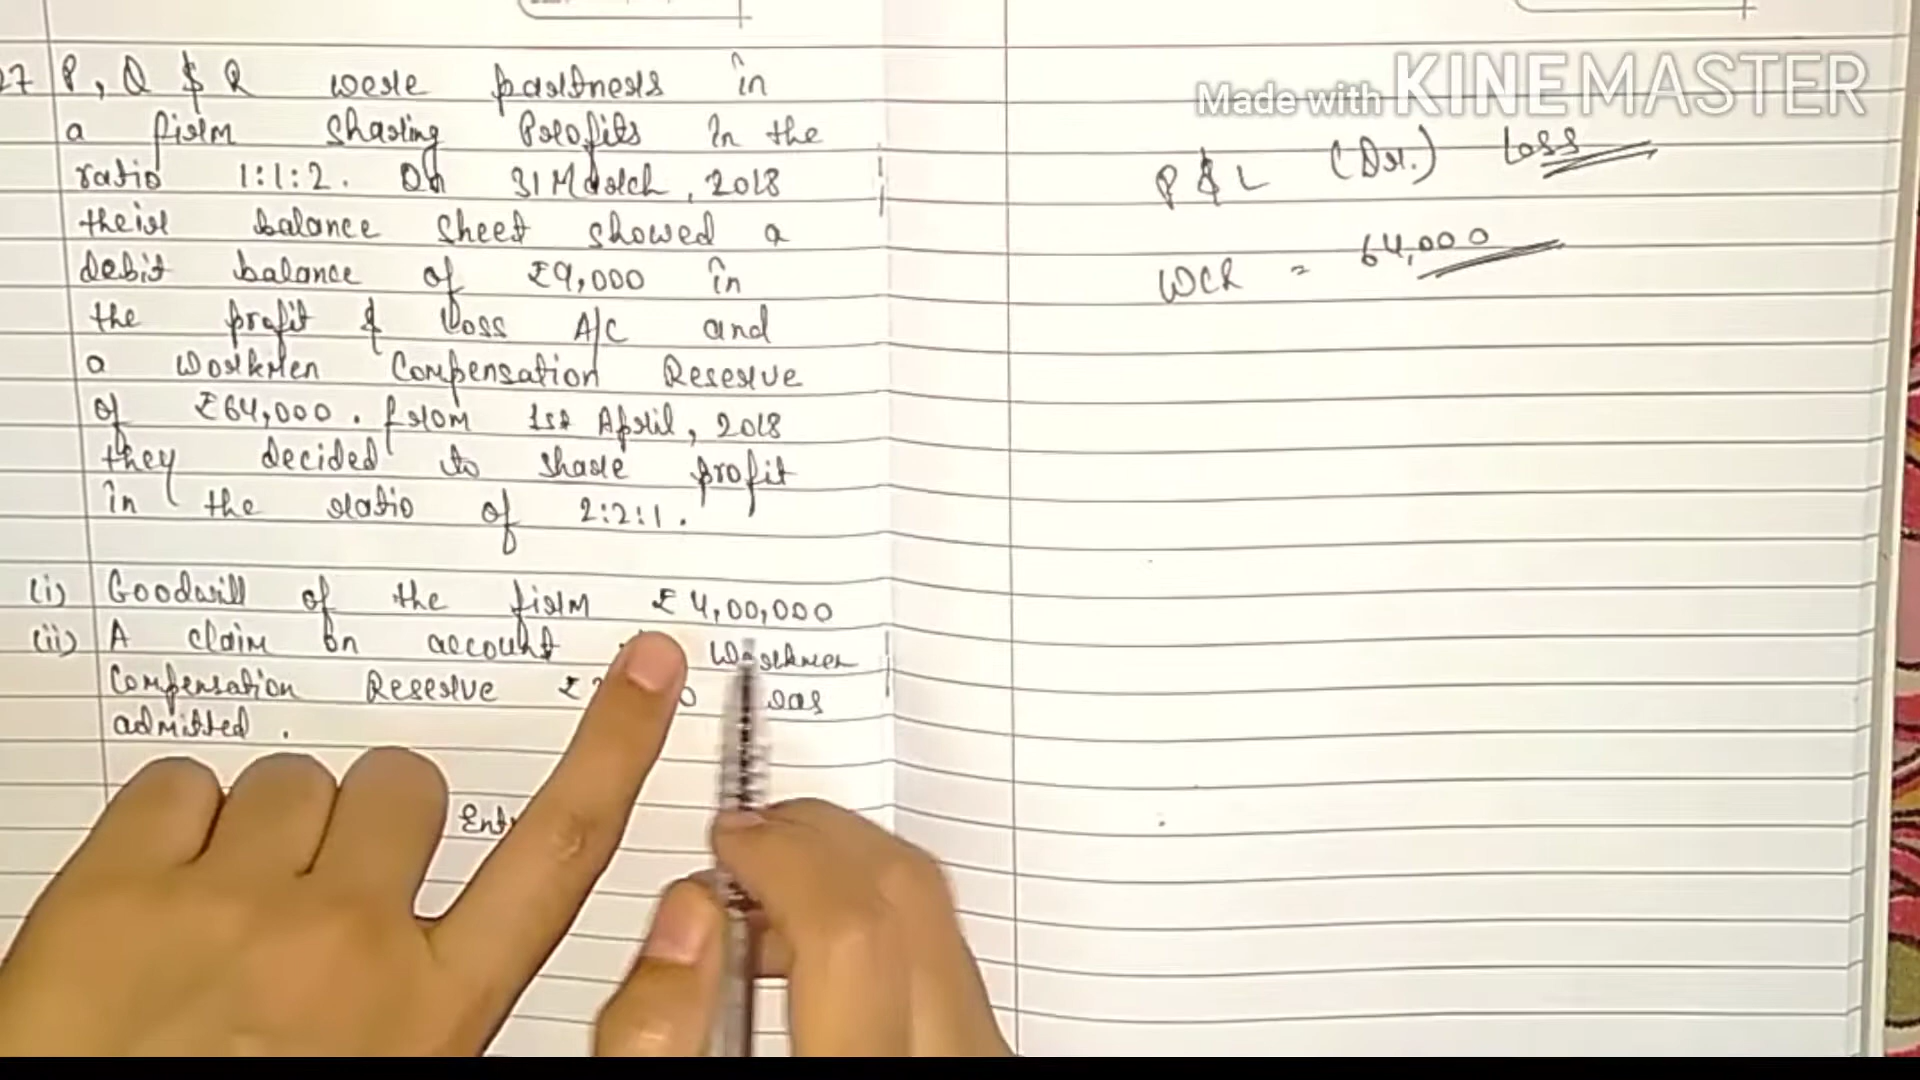 27 P, Q & R were partners in
a firm sharing Profits In the
ratio 1:1:2. On 31 March, 2018
their balance sheet showed a
debit balance of ₹9,000 in
the profit & Loss A/C and
a Workmen Compensation Reserve
of ₹64,000. from 1st April, 2018
they decided to share profit
in the ratio of 2:2:1.
(i) Goodwill of the firm ₹4,00,000
(ii) A claim on account Workmen
Compensation Reserve ₹ was
admitted.
Made with KINEMASTER
P & L (Dr.) Loss
WCR = 64,000